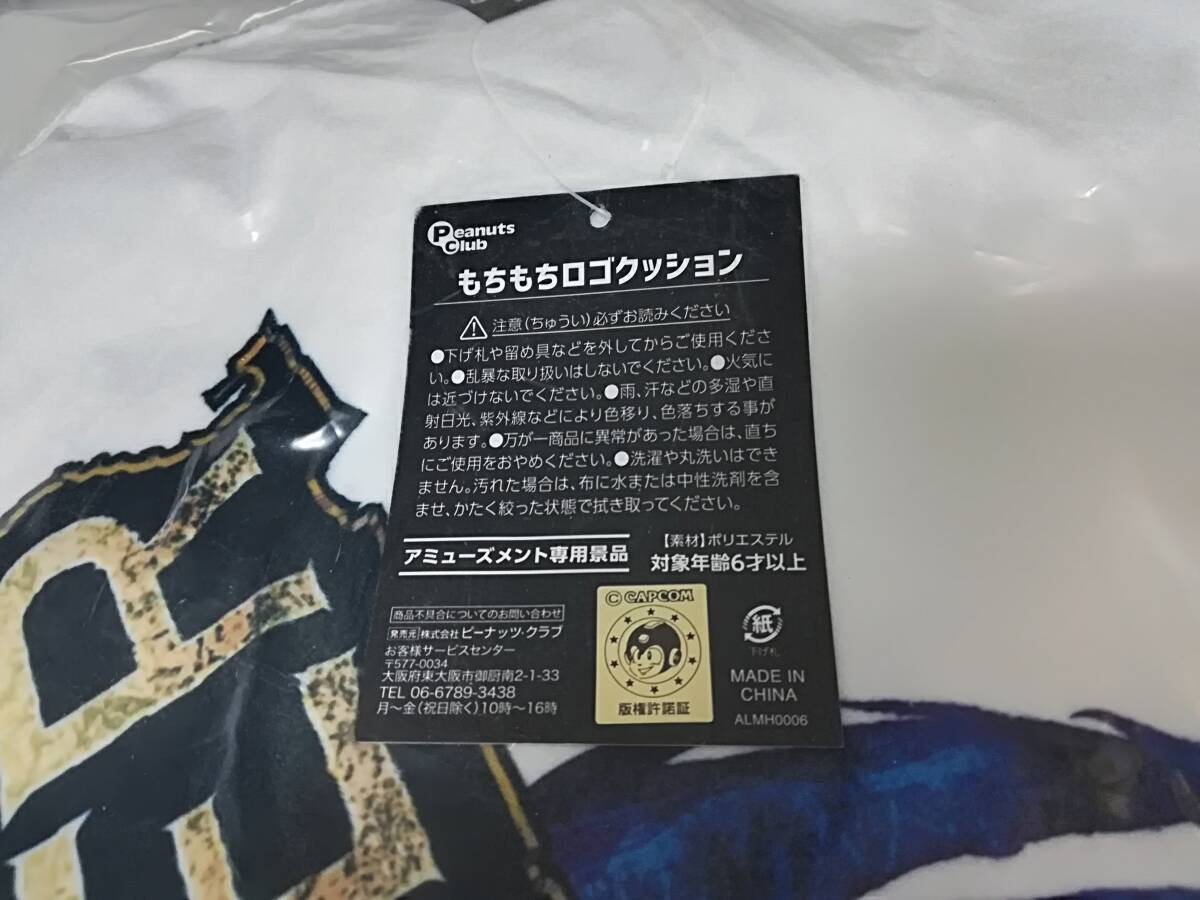 Peanuts
Club
もちもちロゴクッション
注意(ちゅうい)必ずお読みください
●下げ札や留め具などを外してからご使用くださ
い。●乱暴な取り扱いはしないでください。●火気に
は近づけないでください。●雨、汗などの多湿や直
射日光、紫外線などにより色移り、色落ちする事が
あります。●万が一商品に異常があった場合は、直ち
にご使用をおやめください。●洗濯や丸洗いはでき
ません。汚れた場合は、布に水または中性洗剤を含
ませ、かたく絞った状態で拭き取ってください。
アミューズメント専用景品
【素材】ポリエステル
対象年齢6才以上
商品不具合についてのお問い合わせ
発売元 株式会社 ピーナッツ・クラブ
お客様サービスセンター
〒577-0034
大阪府東大阪市御厨南2-1-33
TEL 06-6789-3438
月〜金(祝日除く)10時〜16時
© CAPCOM
版権許諾証
紙
下げ札
MADE IN
CHINA
ALMH0006